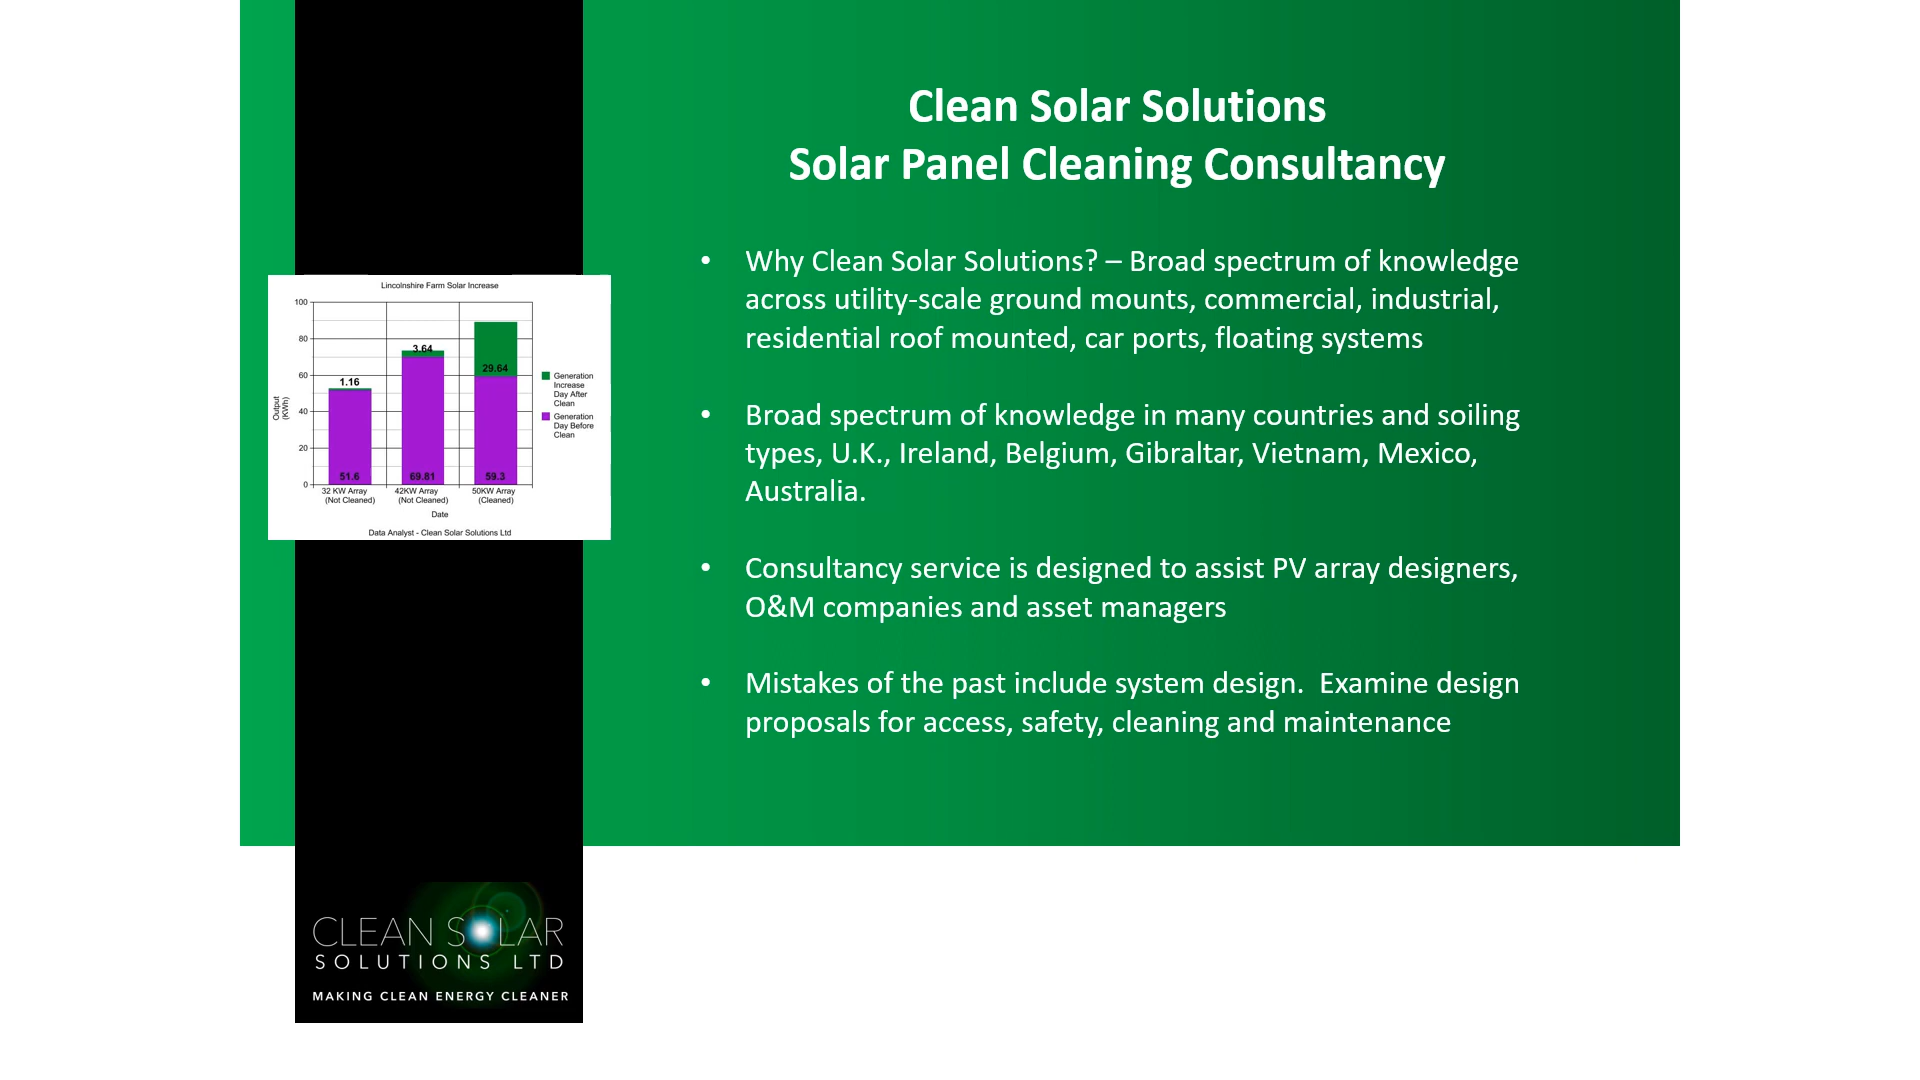 Clean Solar Solutions
Solar Panel Cleaning Consultancy
• Why Clean Solar Solutions? – Broad spectrum of knowledge
across utility-scale ground mounts, commercial, industrial,
residential roof mounted, car ports, floating systems
• Broad spectrum of knowledge in many countries and soiling
types, U.K., Ireland, Belgium, Gibraltar, Vietnam, Mexico,
Australia.
• Consultancy service is designed to assist PV array designers,
O&M companies and asset managers
• Mistakes of the past include system design.  Examine design
proposals for access, safety, cleaning and maintenance
Lincolnshire Farm Solar Increase
Output
(KWh)
100
80
60
40
20
0
1.16
3.64
29.64
51.6
69.81
59.3
32 KW Array
(Not Cleaned)
42KW Array
(Not Cleaned)
50KW Array
(Cleaned)
Date
Generation
Increase
Day After
Clean
Generation
Day Before
Clean
Data Analyst - Clean Solar Solutions Ltd
CLEAN SOLAR
SOLUTIONS LTD
MAKING CLEAN ENERGY CLEANER